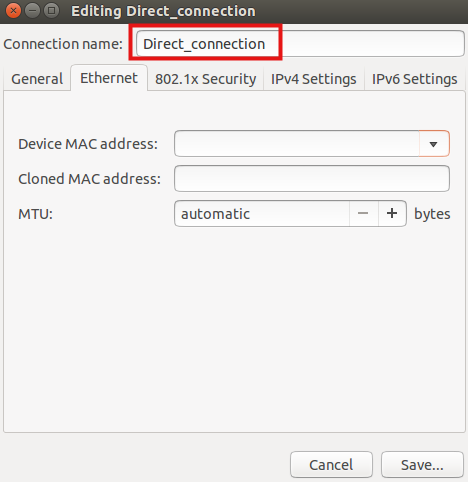 Editing Direct_connection
Connection name: Direct_connection
General Ethernet 802.1x Security IPv4 Settings IPv6 Settings
Device MAC address:
Cloned MAC address:
MTU: automatic − + bytes
Cancel Save...